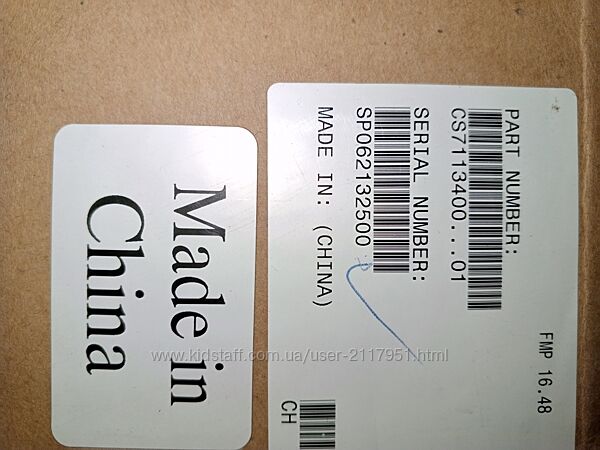 PART NUMBER:
CS7113400...01
SERIAL NUMBER:
SP062132500
MADE IN: (CHINA)
FMP 16.48
CH
Made in
China
www.kidstaff.com.ua/user-2117951.html